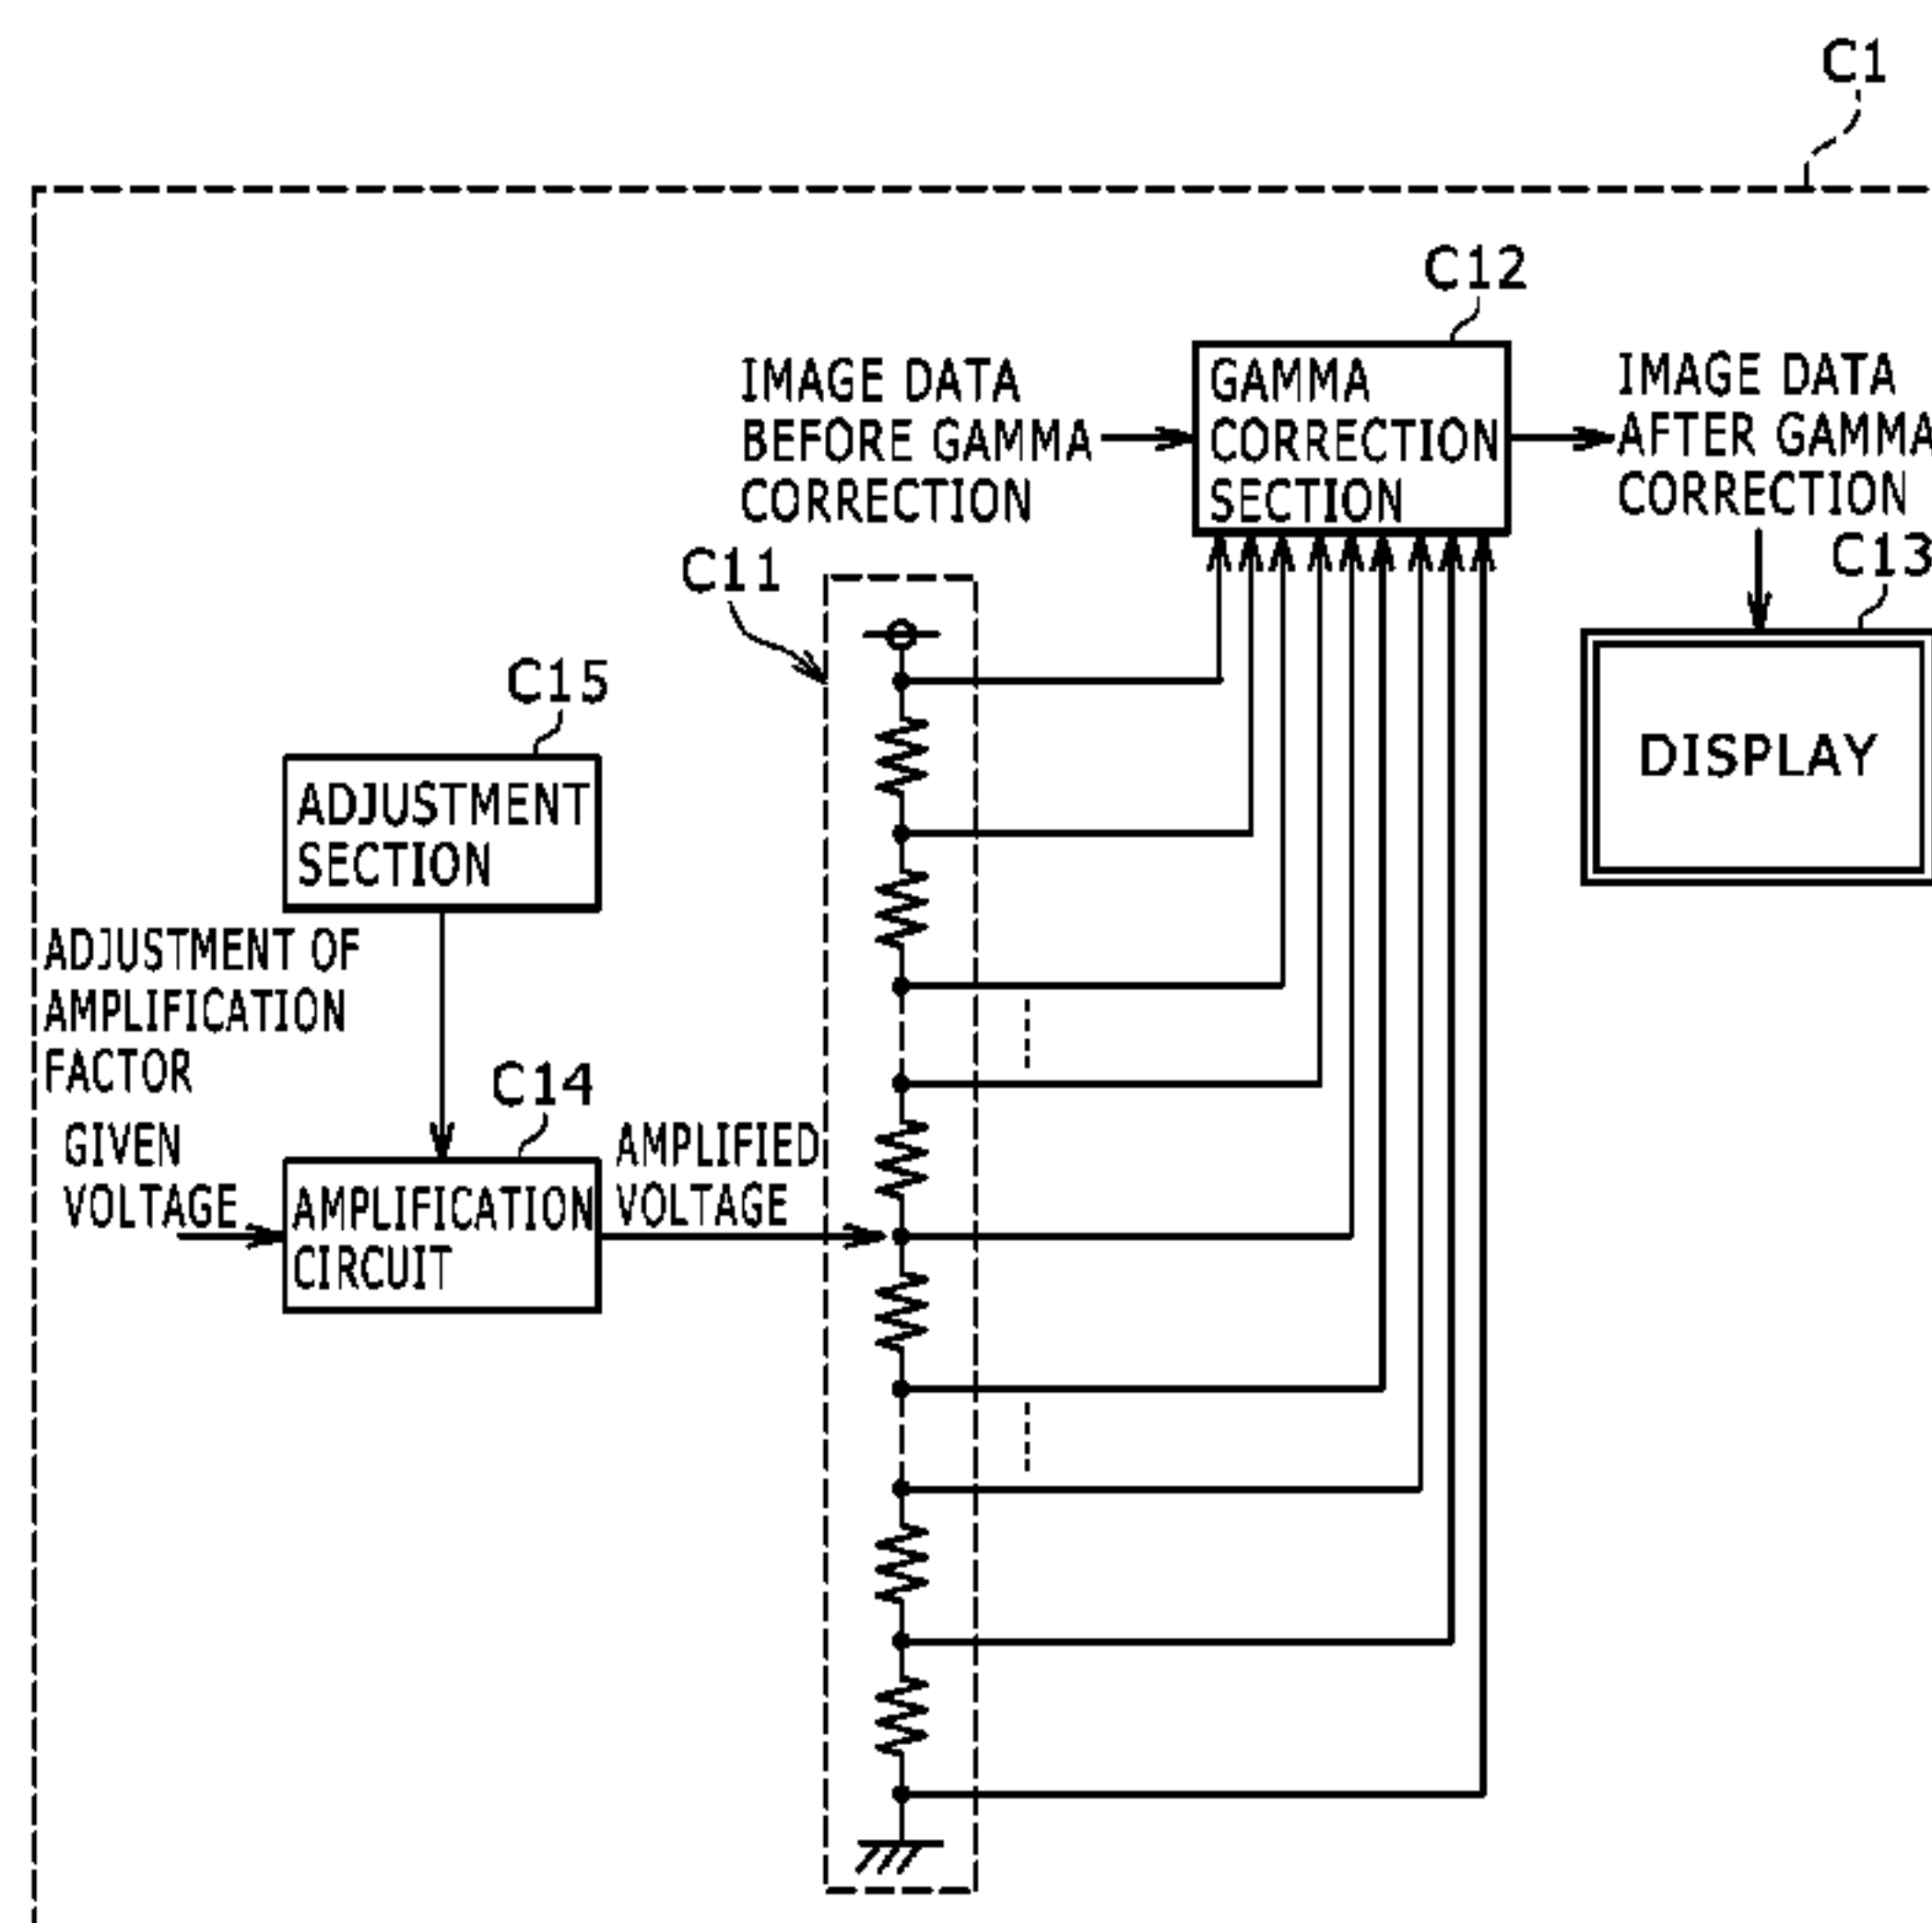 C1
C12
IMAGE DATA
BEFORE GAMMA
CORRECTION
GAMMA
CORRECTION
SECTION
IMAGE DATA
AFTER GAMMA
CORRECTION
C11
C13
DISPLAY
C15
ADJUSTMENT
SECTION
ADJUSTMENT OF
AMPLIFICATION
FACTOR
C14
GIVEN
VOLTAGE
AMPLIFICATION
CIRCUIT
AMPLIFIED
VOLTAGE